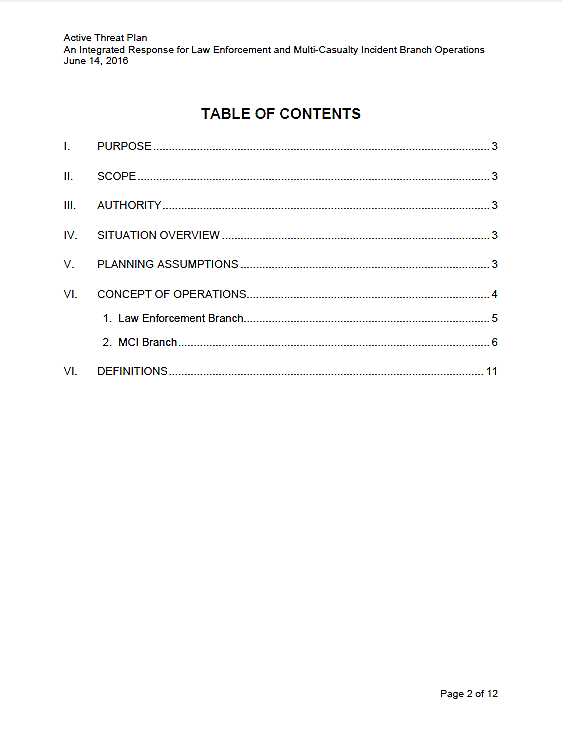 Active Threat Plan
An Integrated Response for Law Enforcement and Multi-Casualty Incident Branch Operations
June 14, 2016
TABLE OF CONTENTS
I. PURPOSE 3
II. SCOPE 3
III. AUTHORITY 3
IV. SITUATION OVERVIEW 3
V. PLANNING ASSUMPTIONS 3
VI. CONCEPT OF OPERATIONS 4
1. Law Enforcement Branch 5
2. MCI Branch 6
VI. DEFINITIONS 11
Page 2 of 12